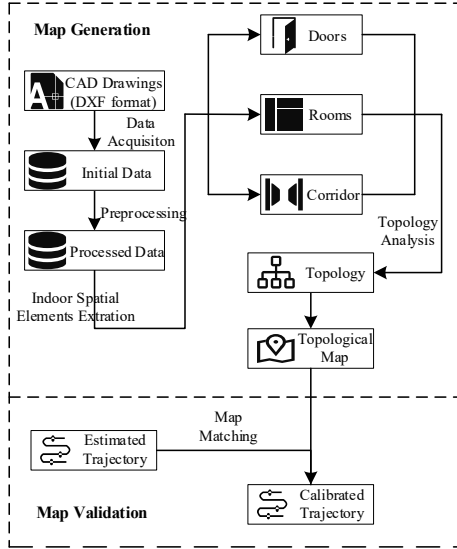 Map Generation
CAD Drawings
(DXF format)
Data
Acquisiton
Initial Data
Preprocessing
Processed Data
Indoor Spatial
Elements Extration
Doors
Rooms
Corridor
Topology
Analysis
Topology
Topological
Map
Map
Matching
Estimated
Trajectory
Calibrated
Trajectory
Map Validation